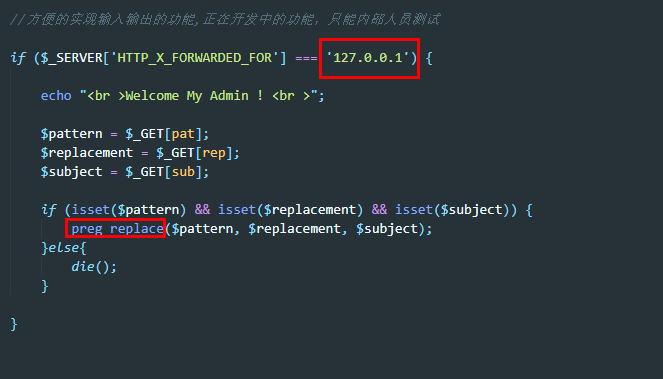 //方便的实现输入输出的功能,正在开发中的功能，只能内部人员测试
if ($_SERVER['HTTP_X_FORWARDED_FOR'] === '127.0.0.1') {
echo "<br >Welcome My Admin ! <br >";
$pattern = $_GET[pat];
$replacement = $_GET[rep];
$subject = $_GET[sub];
if (isset($pattern) && isset($replacement) && isset($subject)) {
preg_replace($pattern, $replacement, $subject);
}else{
die();
}
}